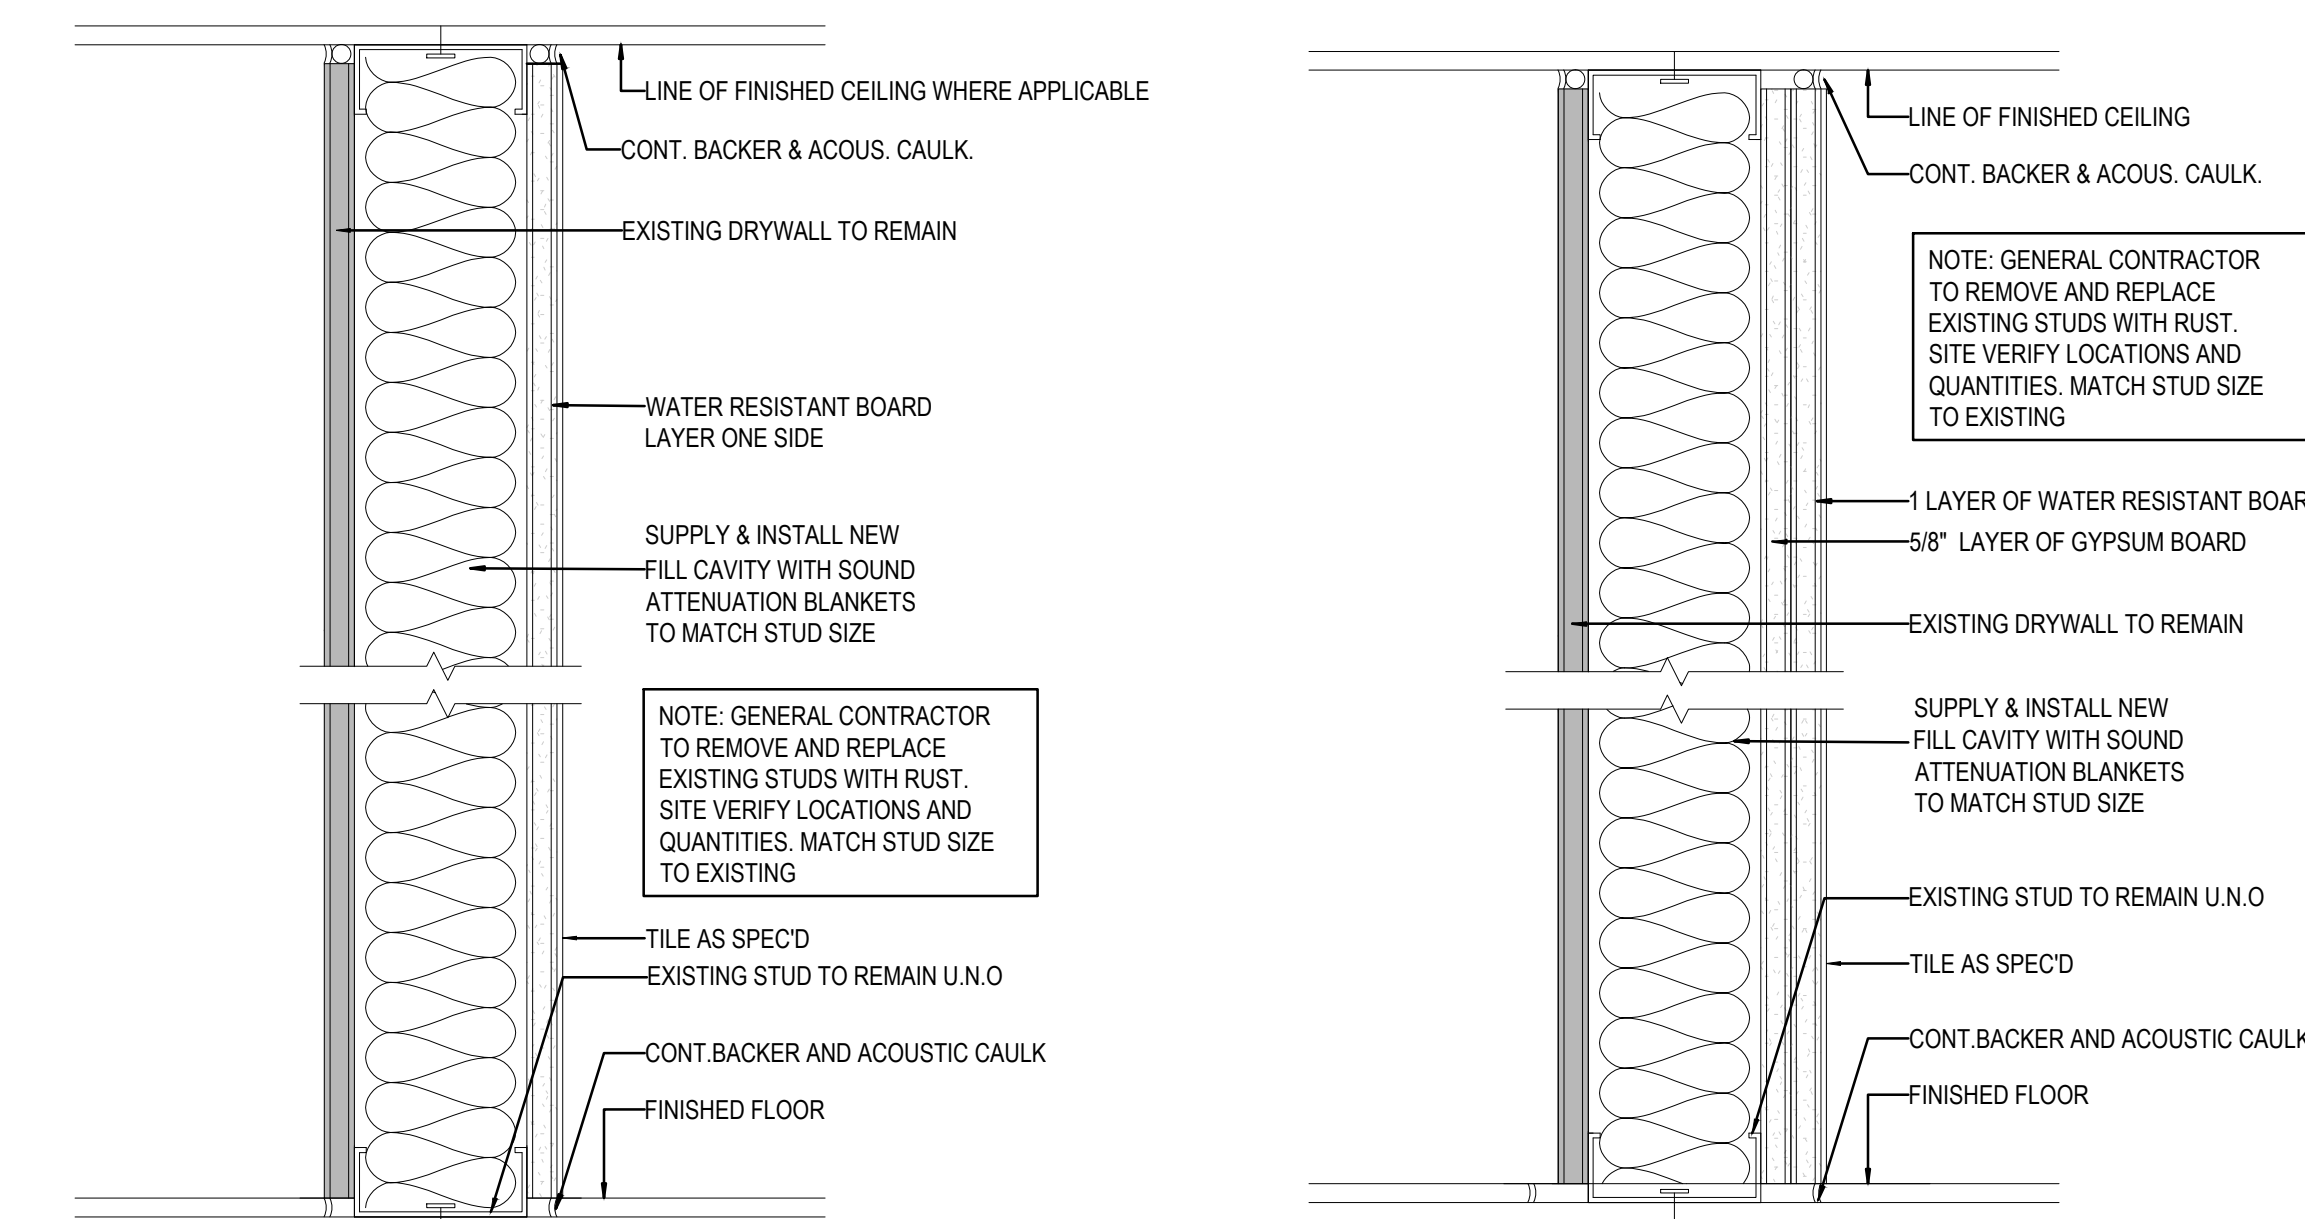 LINE OF FINISHED CEILING WHERE APPLICABLE
CONT. BACKER & ACOUS. CAULK.
EXISTING DRYWALL TO REMAIN
WATER RESISTANT BOARD
LAYER ONE SIDE
SUPPLY & INSTALL NEW
FILL CAVITY WITH SOUND
ATTENUATION BLANKETS
TO MATCH STUD SIZE
NOTE: GENERAL CONTRACTOR
TO REMOVE AND REPLACE
EXISTING STUDS WITH RUST.
SITE VERIFY LOCATIONS AND
QUANTITIES. MATCH STUD SIZE
TO EXISTING
TILE AS SPEC'D
EXISTING STUD TO REMAIN U.N.O
CONT.BACKER AND ACOUSTIC CAULK
FINISHED FLOOR
LINE OF FINISHED CEILING
CONT. BACKER & ACOUS. CAULK.
NOTE: GENERAL CONTRACTOR
TO REMOVE AND REPLACE
EXISTING STUDS WITH RUST.
SITE VERIFY LOCATIONS AND
QUANTITIES. MATCH STUD SIZE
TO EXISTING
1 LAYER OF WATER RESISTANT BOAR
5/8" LAYER OF GYPSUM BOARD
EXISTING DRYWALL TO REMAIN
SUPPLY & INSTALL NEW
FILL CAVITY WITH SOUND
ATTENUATION BLANKETS
TO MATCH STUD SIZE
EXISTING STUD TO REMAIN U.N.O
TILE AS SPEC'D
CONT.BACKER AND ACOUSTIC CAULK
FINISHED FLOOR